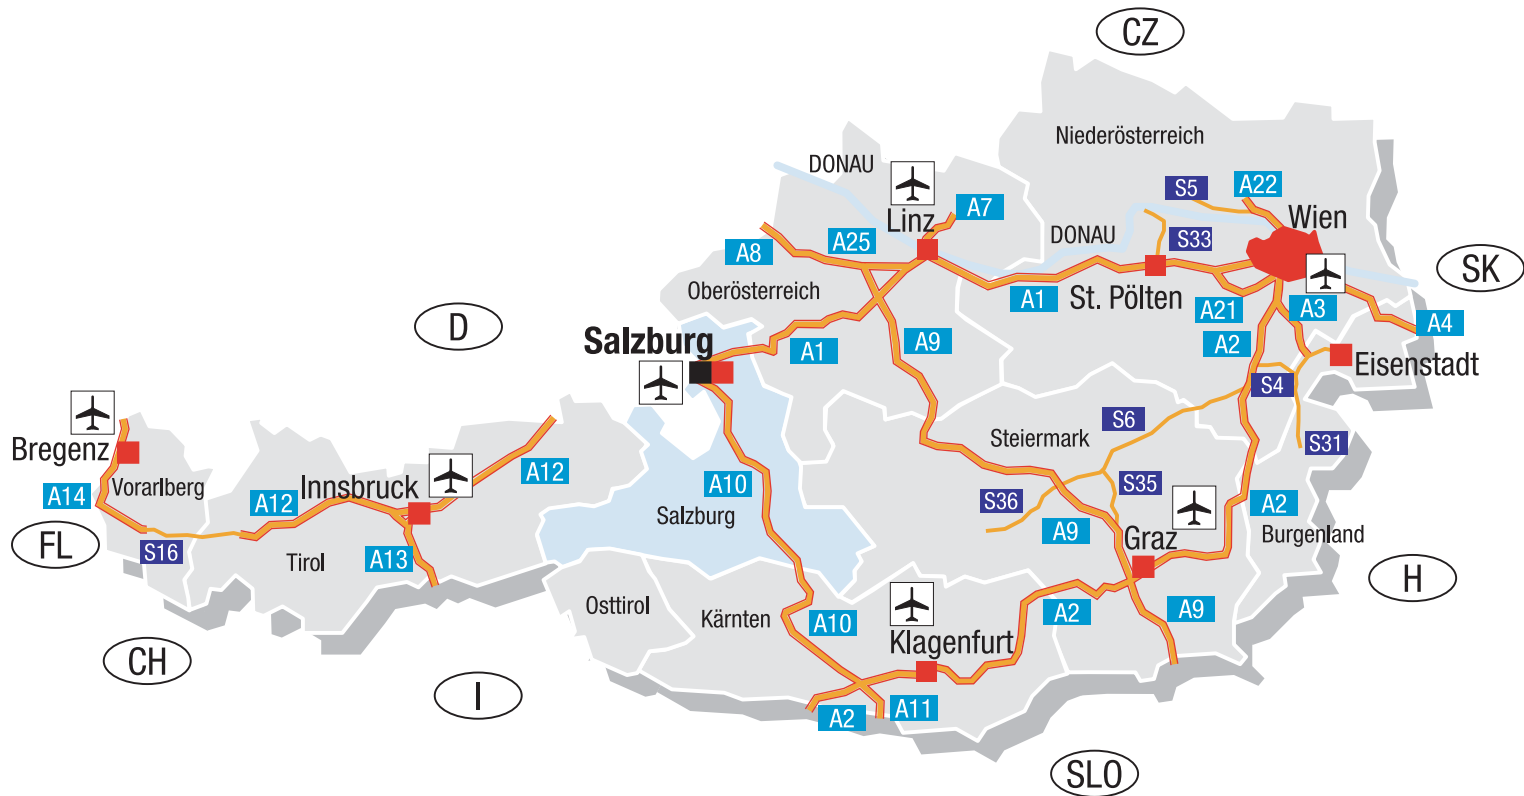 CZ
Niederösterreich
DONAU
S5
A22
Linz
A7
Wien
A25
DONAU
S33
A8
SK
Oberösterreich
A1
St. Pölten
A21
A3
D
A4
Salzburg
A1
A9
A2
Eisenstadt
S4
S6
Bregenz
Steiermark
S31
A12
A14
Vorarlberg
Innsbruck
A12
A10
S36
S35
A2
Salzburg
A9
Graz
Burgenland
FL
S16
Tirol
A13
H
Osttirol
Kärnten
A10
A2
A9
Klagenfurt
CH
I
A2
A11
SLO